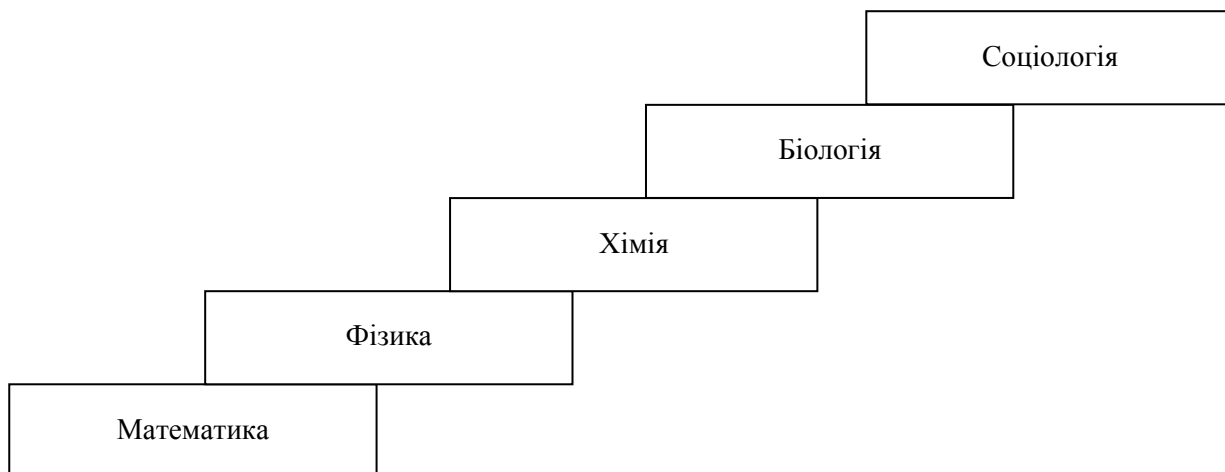 Соціологія
Біологія
Хімія
Фізика
Математика